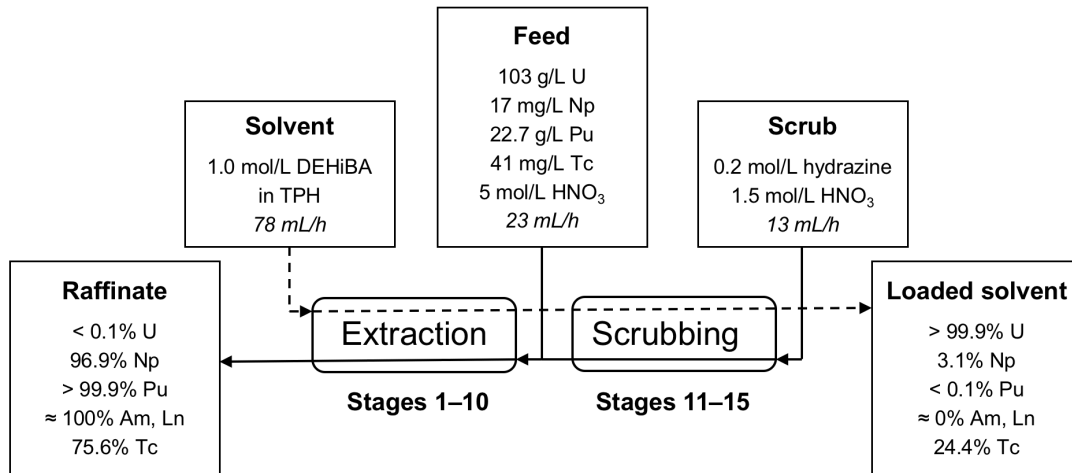 Feed
103 g/L U
17 mg/L Np
22.7 g/L Pu
41 mg/L Tc
5 mol/L HNO₃
23 mL/h
Solvent
1.0 mol/L DEHiBA
in TPH
78 mL/h
Scrub
0.2 mol/L hydrazine
1.5 mol/L HNO₃
13 mL/h
Raffinate
< 0.1% U
96.9% Np
> 99.9% Pu
≈ 100% Am, Ln
75.6% Tc
Extraction
Stages 1–10
Scrubbing
Stages 11–15
Loaded solvent
> 99.9% U
3.1% Np
< 0.1% Pu
≈ 0% Am, Ln
24.4% Tc